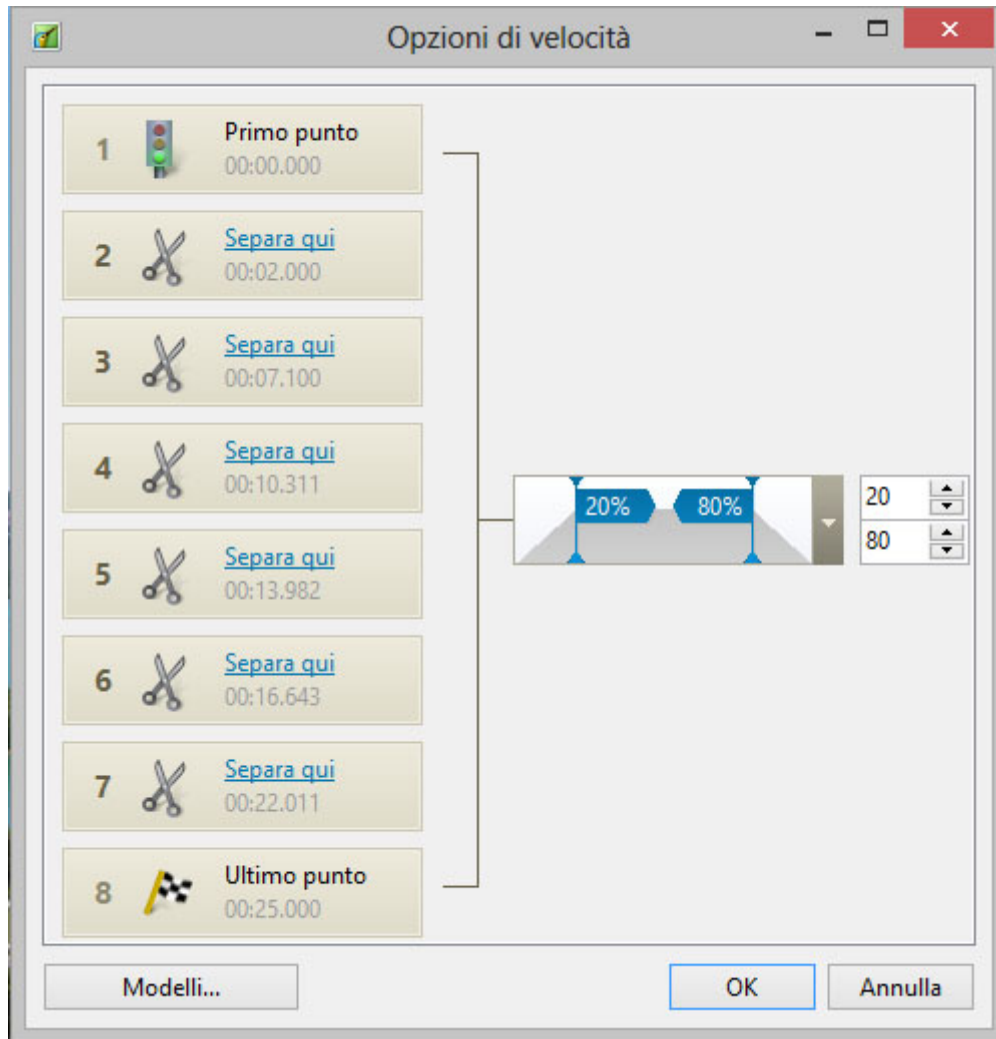 Opzioni di velocità
1
Primo punto
00:00.000
2
Separa qui
00:02.000
3
Separa qui
00:07.100
4
Separa qui
00:10.311
5
Separa qui
00:13.982
6
Separa qui
00:16.643
7
Separa qui
00:22.011
8
Ultimo punto
00:25.000
20% 80%
20
80
Modelli...
OK
Annulla